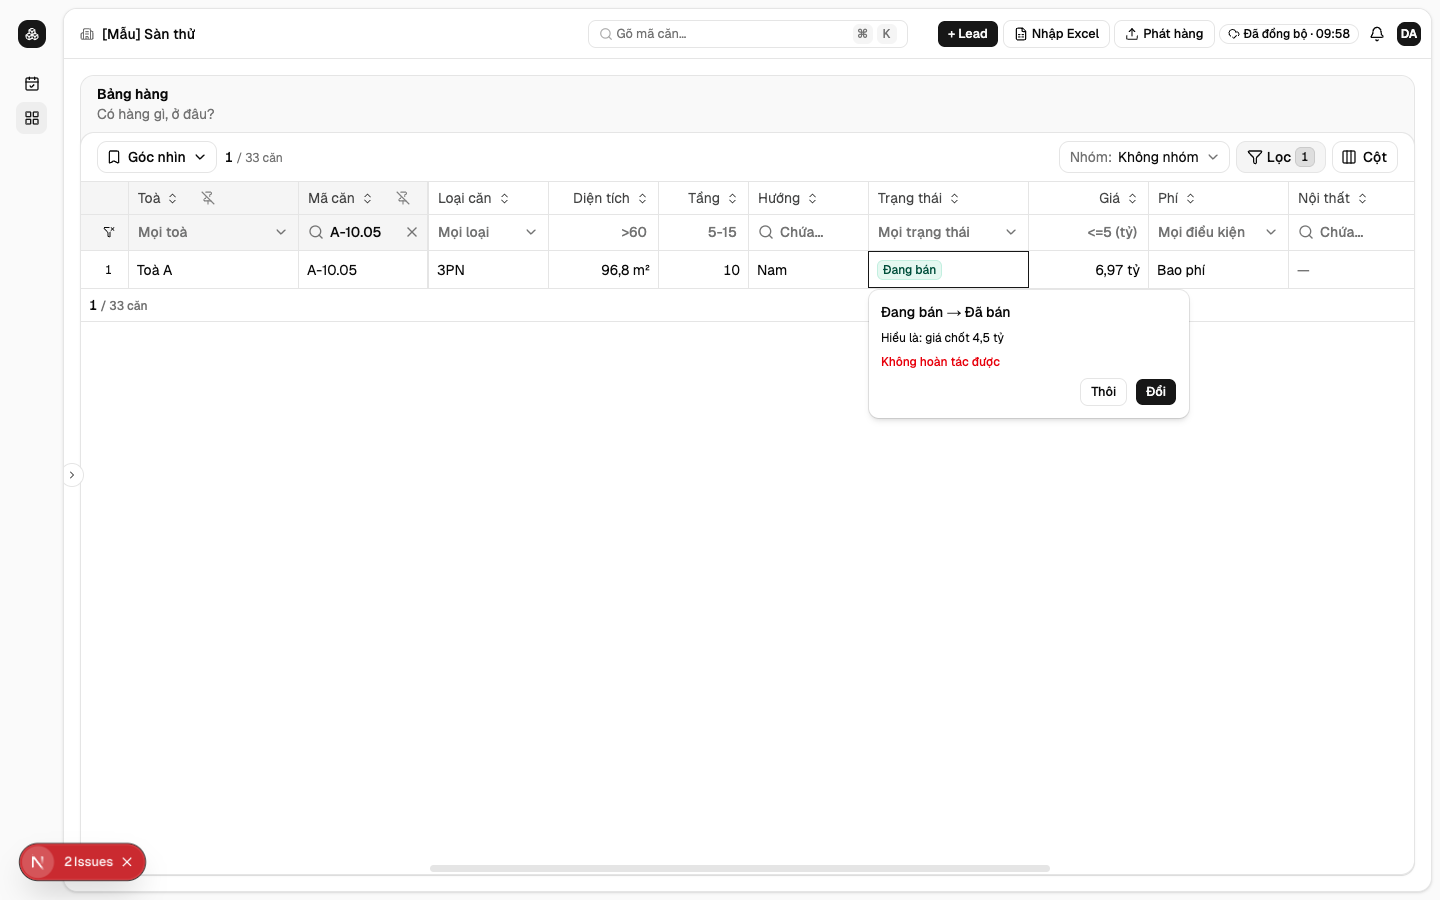 [Mẫu] Sàn thử
Gõ mã căn...
⌘ K
+ Lead
Nhập Excel
Phát hàng
Đã đồng bộ · 09:58
DA
Bảng hàng
Có hàng gì, ở đâu?
Góc nhìn
1 / 33 căn
Nhóm: Không nhóm
Lọc 1
Cột
Toà
Mã căn
Loại căn
Diện tích
Tầng
Hướng
Trạng thái
Giá
Phí
Nội thất
Mọi toà
A-10.05
Mọi loại
>60
5-15
Chứa...
Mọi trạng thái
<=5 (tỷ)
Mọi điều kiện
Chứa...
1
Toà A
A-10.05
3PN
96,8 m²
10
Nam
Đang bán
6,97 tỷ
Bao phí
—
1 / 33 căn
Đang bán → Đã bán
Hiểu là: giá chốt 4,5 tỷ
Không hoàn tác được
Thôi
Đổi
N
2 Issues